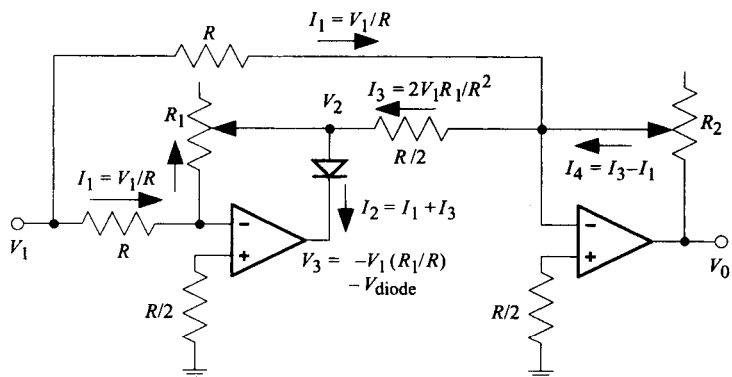 I₁ = V₁/R
R
R₁
V₂
I₃ = 2V₁R₁/R²
R/2
R₂
I₄ = I₃–I₁
I₁ = V₁/R
I₂ = I₁ + I₃
V₁
R
–
+
V₃ = –V₁ (R₁/R)
– Vdiode
R/2
–
+
V₀
R/2